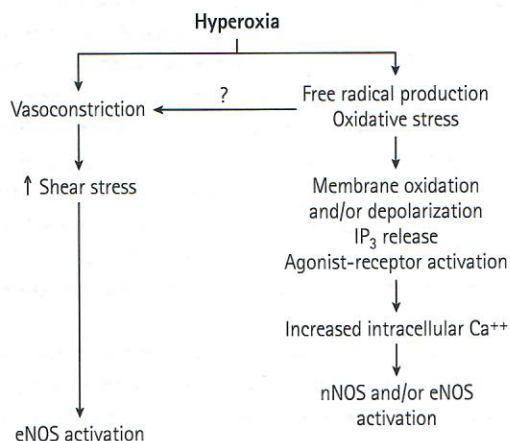 Hyperoxia
Vasoconstriction
?
Free radical production
Oxidative stress
↑ Shear stress
Membrane oxidation
and/or depolarization
IP₃ release
Agonist-receptor activation
Increased intracellular Ca⁺⁺
nNOS and/or eNOS
activation
eNOS activation